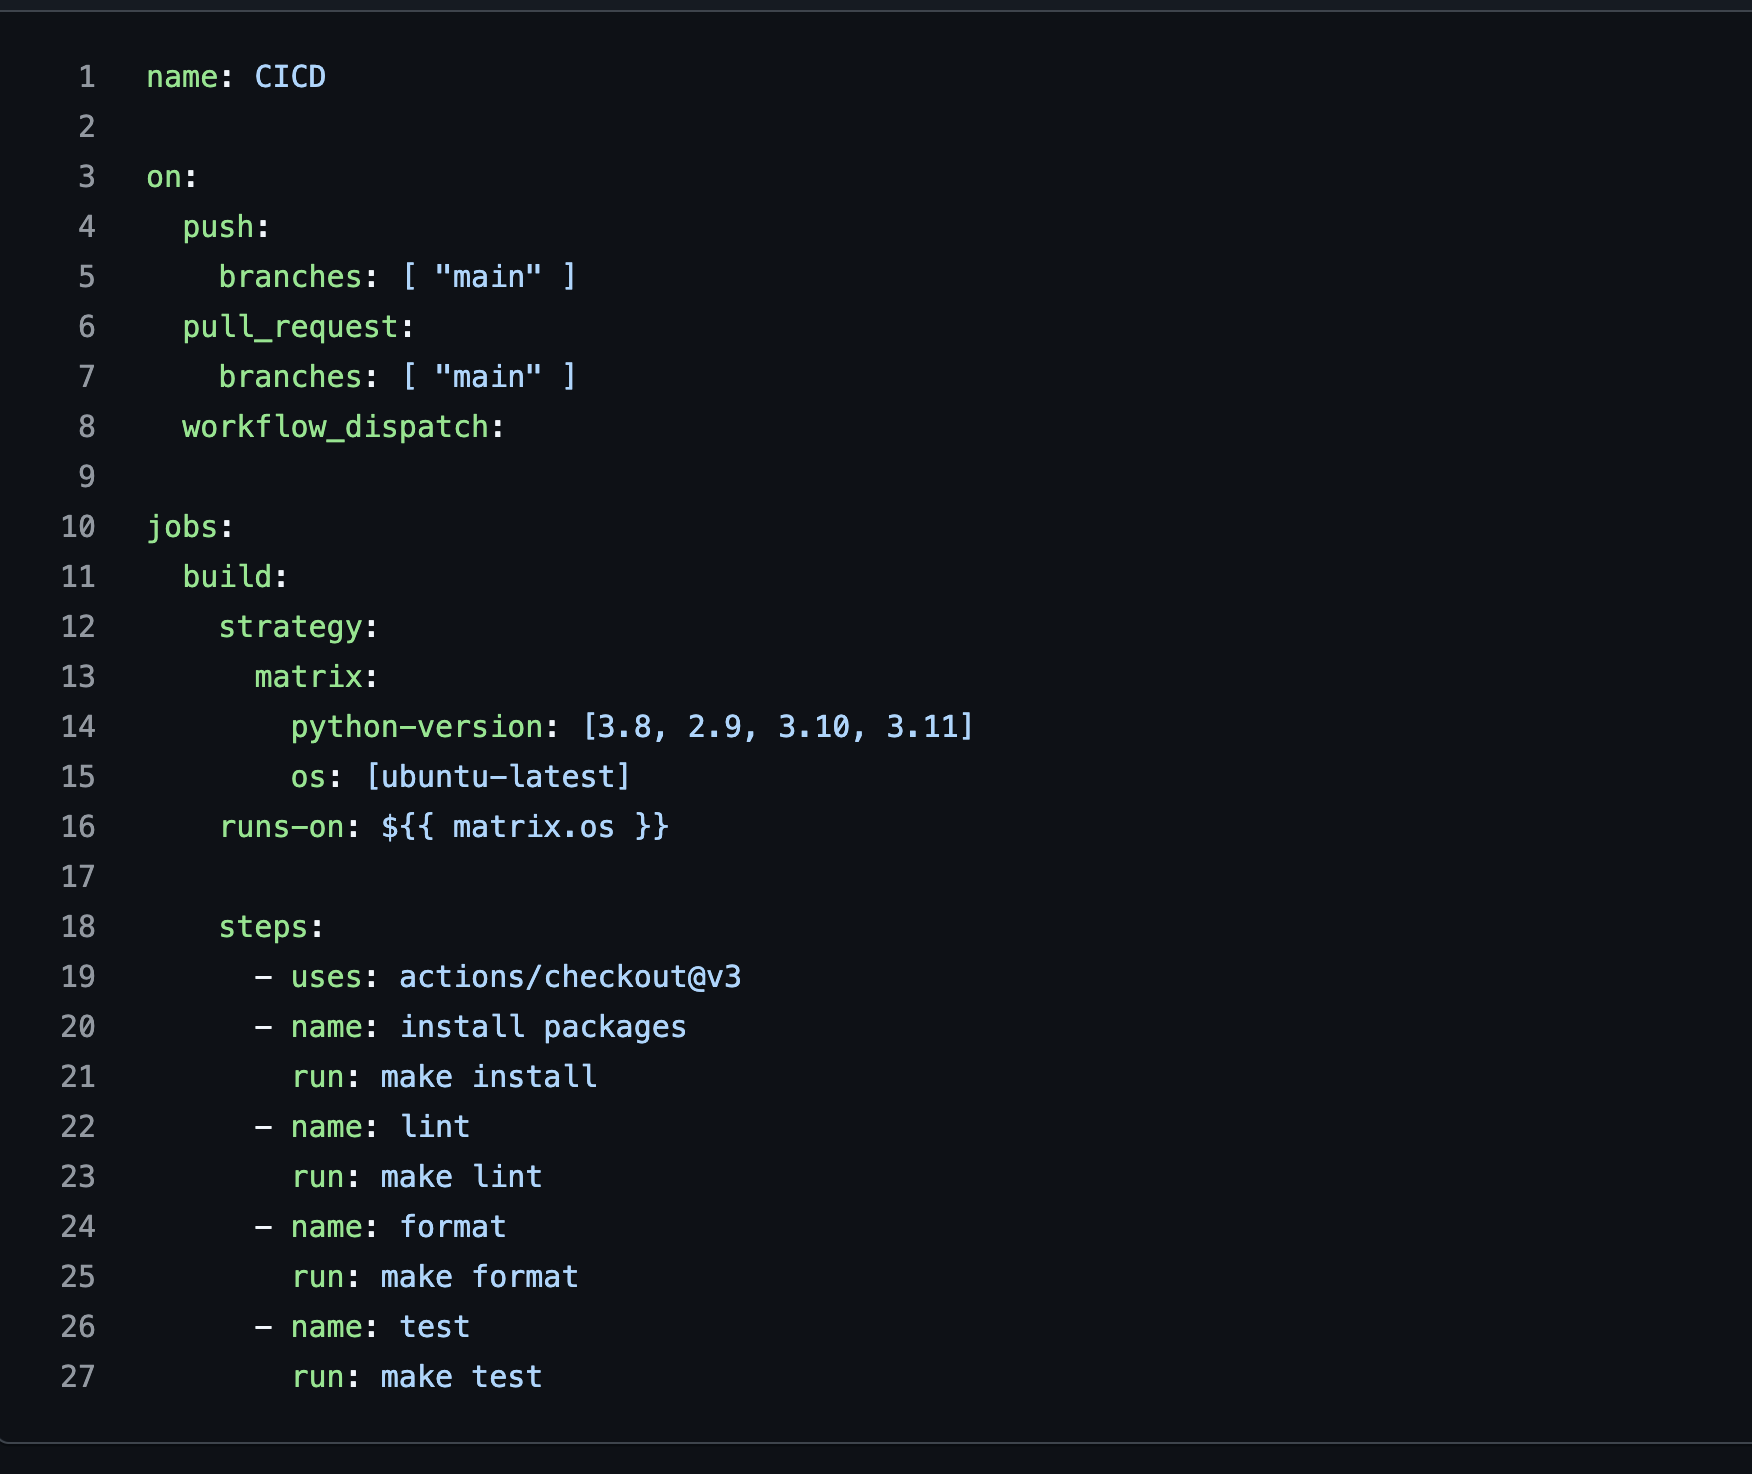 1 name: CICD
2
3 on:
4   push:
5     branches: [ "main" ]
6   pull_request:
7     branches: [ "main" ]
8   workflow_dispatch:
9
10 jobs:
11   build:
12     strategy:
13       matrix:
14         python-version: [3.8, 2.9, 3.10, 3.11]
15         os: [ubuntu-latest]
16     runs-on: ${{ matrix.os }}
17
18     steps:
19       - uses: actions/checkout@v3
20       - name: install packages
21         run: make install
22       - name: lint
23         run: make lint
24       - name: format
25         run: make format
26       - name: test
27         run: make test